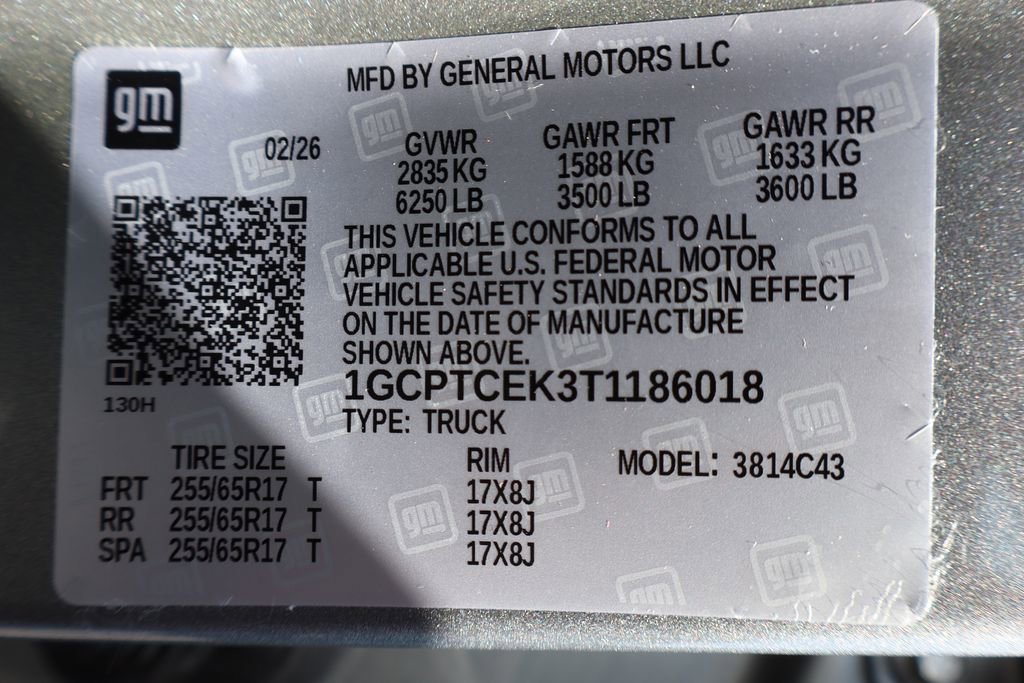 gm
MFD BY GENERAL MOTORS LLC
02/26
GVWR GAWR FRT GAWR RR
2835 KG 1588 KG 1633 KG
6250 LB 3500 LB 3600 LB
THIS VEHICLE CONFORMS TO ALL
APPLICABLE U.S. FEDERAL MOTOR
VEHICLE SAFETY STANDARDS IN EFFECT
ON THE DATE OF MANUFACTURE
SHOWN ABOVE.
130H
1GCPTCEK3T1186018
TYPE: TRUCK
TIRE SIZE RIM MODEL: 3814C43
FRT 255/65R17 T 17X8J
RR 255/65R17 T 17X8J
SPA 255/65R17 T 17X8J